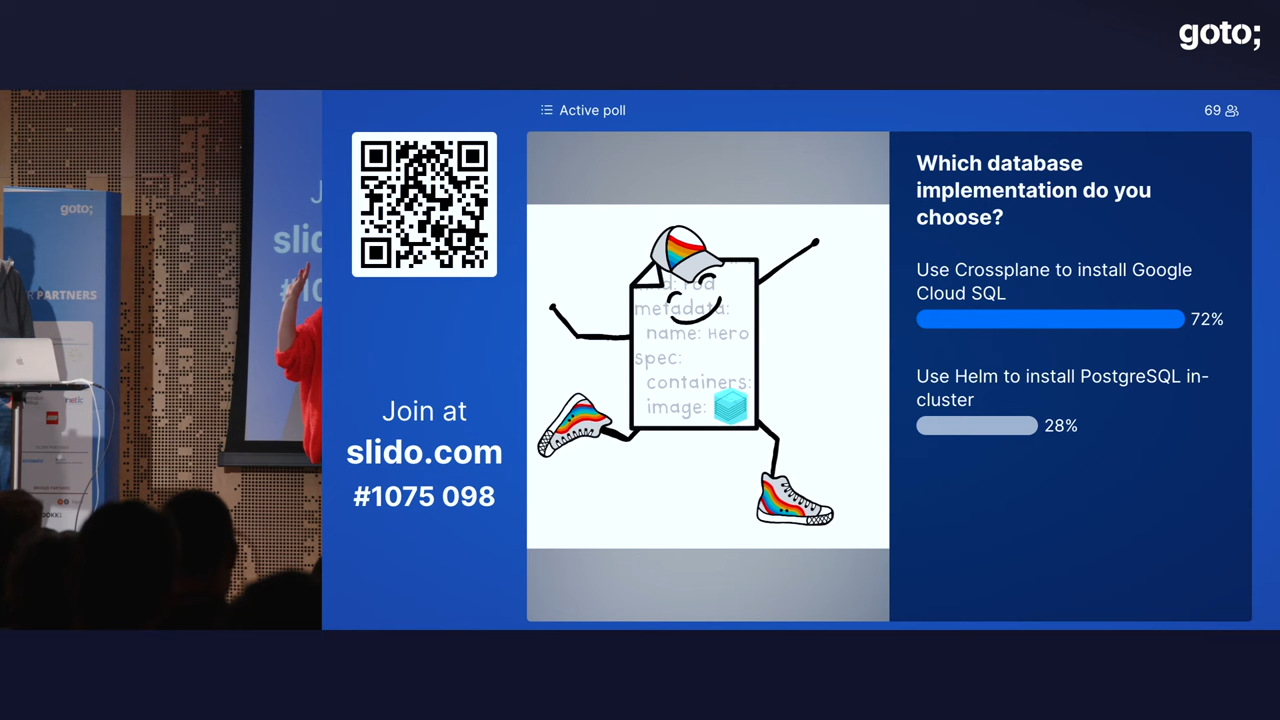 goto;
goto;
R PARTNERS
J
slid
#10
Join at
slido.com
#1075 098
Active poll
69
metadata:
name: Hero
spec:
containers:
image:
Which database
implementation do you
choose?
Use Crossplane to install Google
Cloud SQL
72%
Use Helm to install PostgreSQL in-
cluster
28%